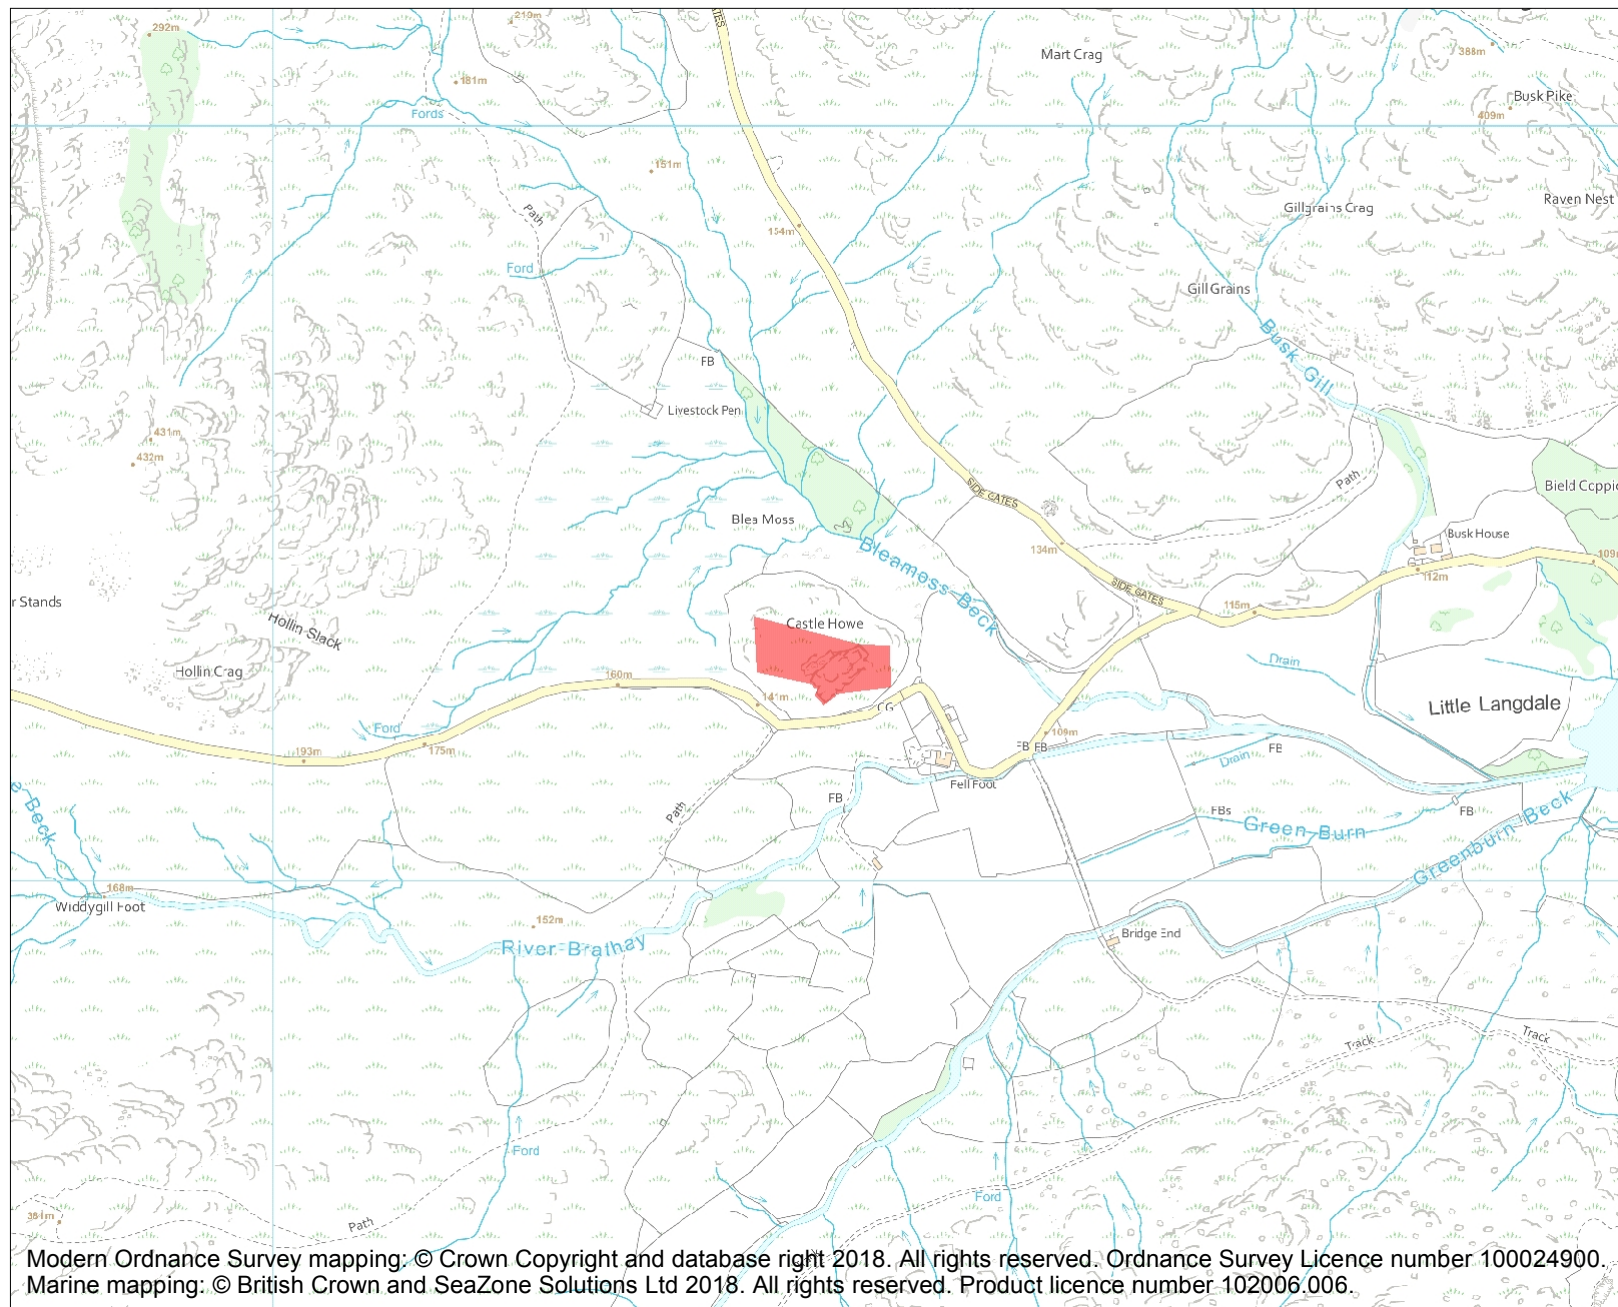 292m
219m
Mart Crag
388m
181m
Busk Pike
409m
Fords
151m
Raven Nest
Path
Gillgrains Crag
154m
Ford
Gill Grains
Busk Gill
FB
Livestock Pen
431m
432m
Path
SIDE GATES
Bield Coppic
Blea Moss
Busk House
Bleamoss Beck
134m
109m
112m
SIDE GATES
r Stands
115m
Castle Howe
Hollin Slack
Drain
Hollin Crag
160m
141m
Little Langdale
CG
Ford
109m
193m
175m
FB FB
FB
Drain
Fell Foot
e Beck
FB
Path
FBs
FB
Green Burn
Greenburn Beck
168m
Widdygill Foot
152m
River Brathay
Bridge End
Track
Track
Ford
Ford
Path
Modern Ordnance Survey mapping: © Crown Copyright and database right 2018. All rights reserved. Ordnance Survey Licence number 100024900.
Marine mapping: © British Crown and SeaZone Solutions Ltd 2018. All rights reserved. Product licence number 102006.006.